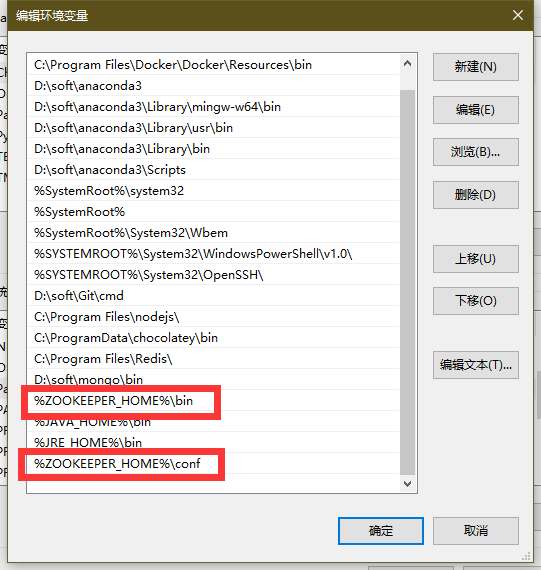 编辑环境变量
C:\Program Files\Docker\Docker\Resources\bin
D:\soft\anaconda3
D:\soft\anaconda3\Library\mingw-w64\bin
D:\soft\anaconda3\Library\usr\bin
D:\soft\anaconda3\Library\bin
D:\soft\anaconda3\Scripts
%SystemRoot%\system32
%SystemRoot%
%SystemRoot%\System32\Wbem
%SYSTEMROOT%\System32\WindowsPowerShell\v1.0\
%SYSTEMROOT%\System32\OpenSSH\
D:\soft\Git\cmd
C:\Program Files\nodejs\
C:\ProgramData\chocolatey\bin
C:\Program Files\Redis\
D:\soft\mongo\bin
%ZOOKEEPER_HOME%\bin
%JAVA_HOME%\bin
%JRE_HOME%\bin
%ZOOKEEPER_HOME%\conf
新建(N)
编辑(E)
浏览(B)...
删除(D)
上移(U)
下移(O)
编辑文本(T)...
确定
取消